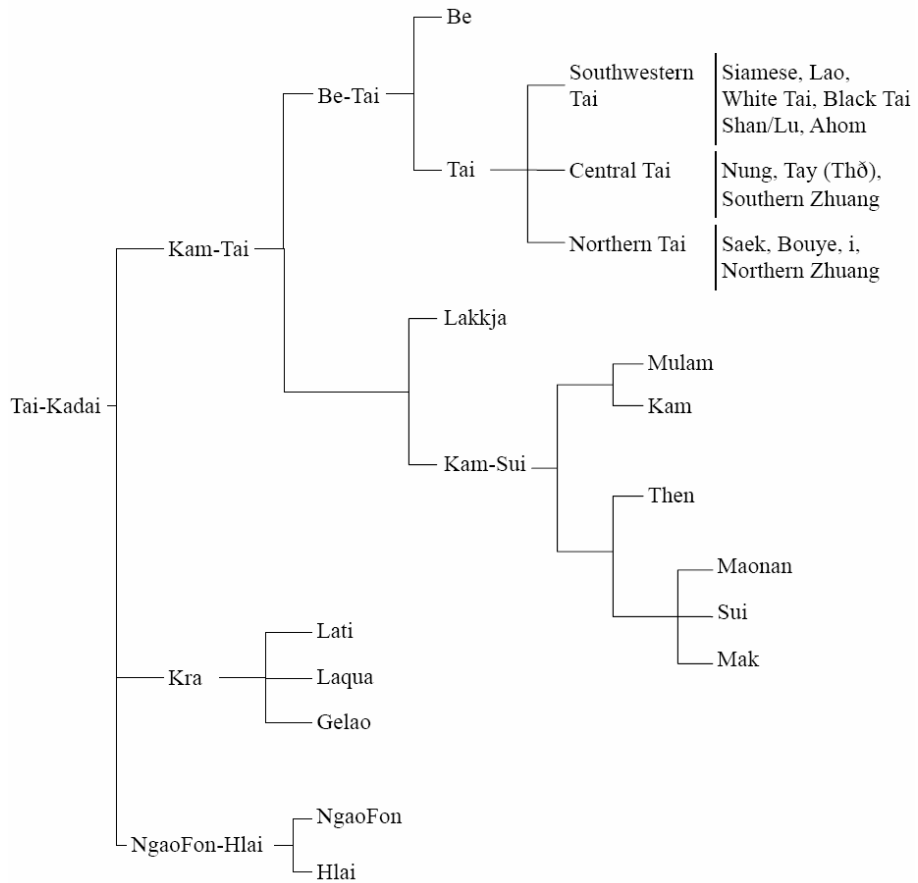 Be
Southwestern
Tai
Siamese, Lao,
White Tai, Black Tai
Shan/Lu, Ahom
Be-Tai
Tai
Central Tai
Nung, Tay (Thð),
Southern Zhuang
Kam-Tai
Northern Tai
Saek, Bouye, i,
Northern Zhuang
Lakkja
Mulam
Tai-Kadai
Kam
Kam-Sui
Then
Maonan
Sui
Mak
Lati
Kra
Laqua
Gelao
NgaoFon
NgaoFon-Hlai
Hlai